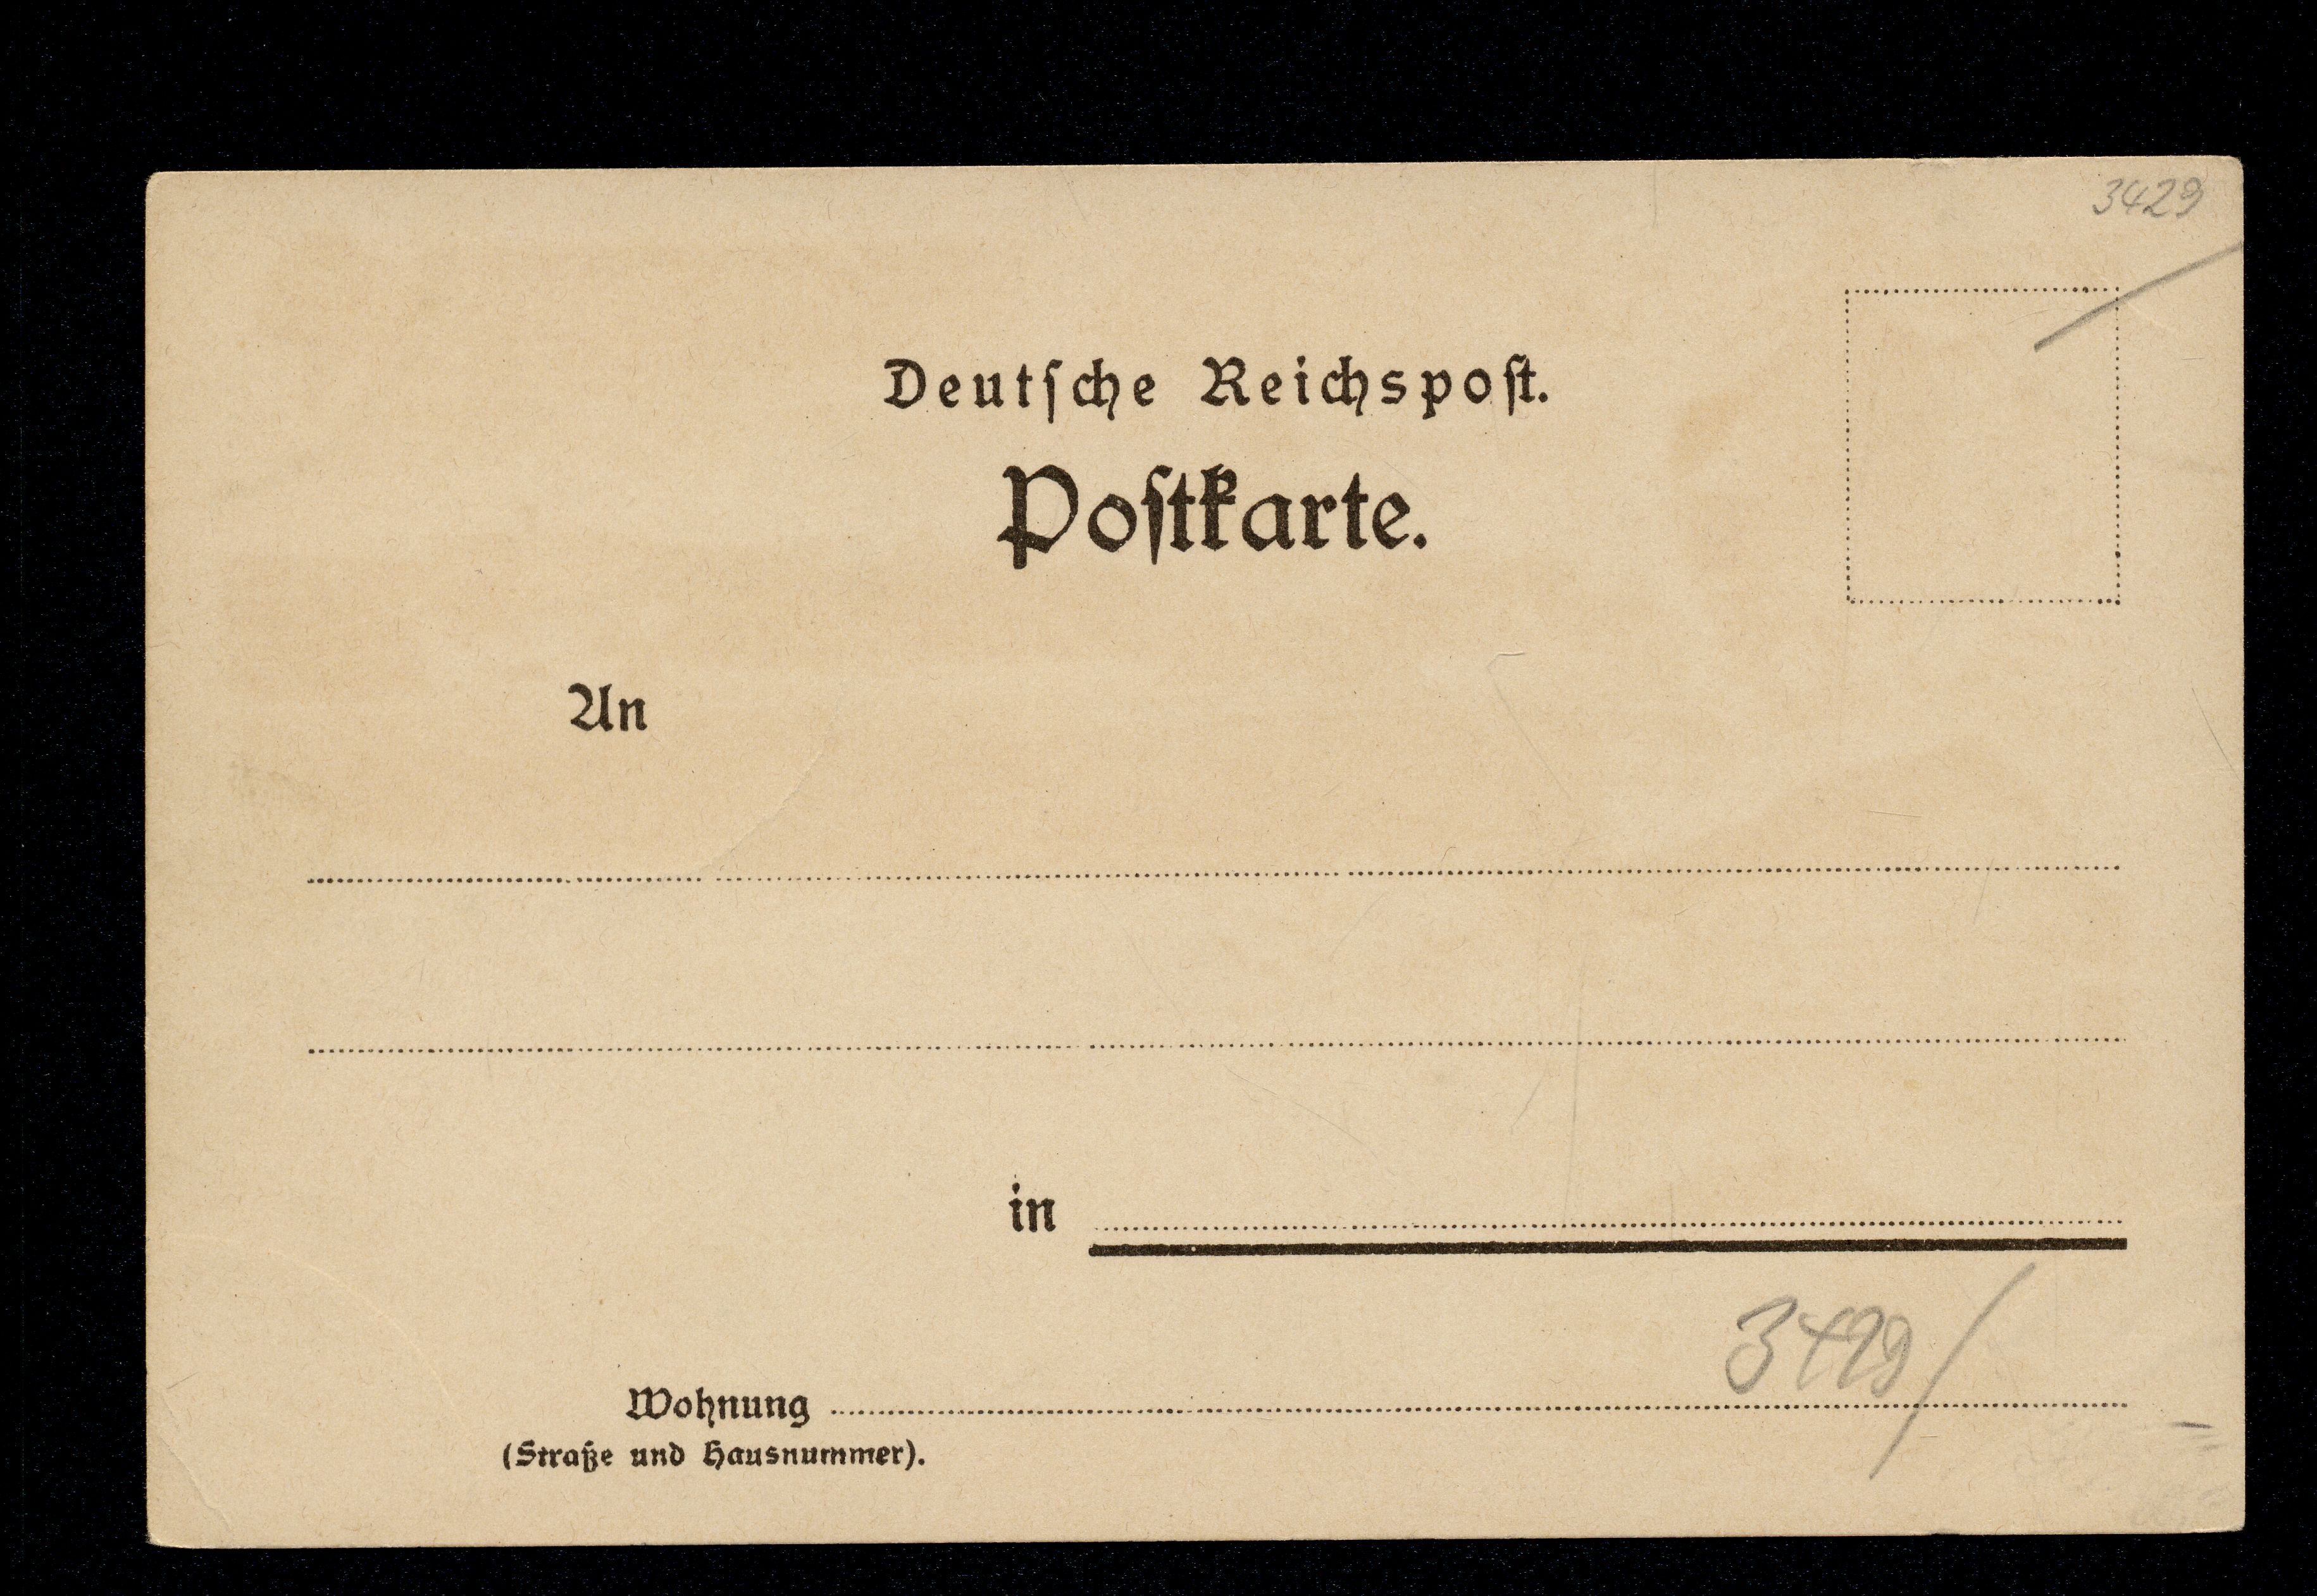 3429
Deutſche Reichspoſt.
Poſtkarte.
An
in
3429/
Wohnung
(Straße und Hausnummer).